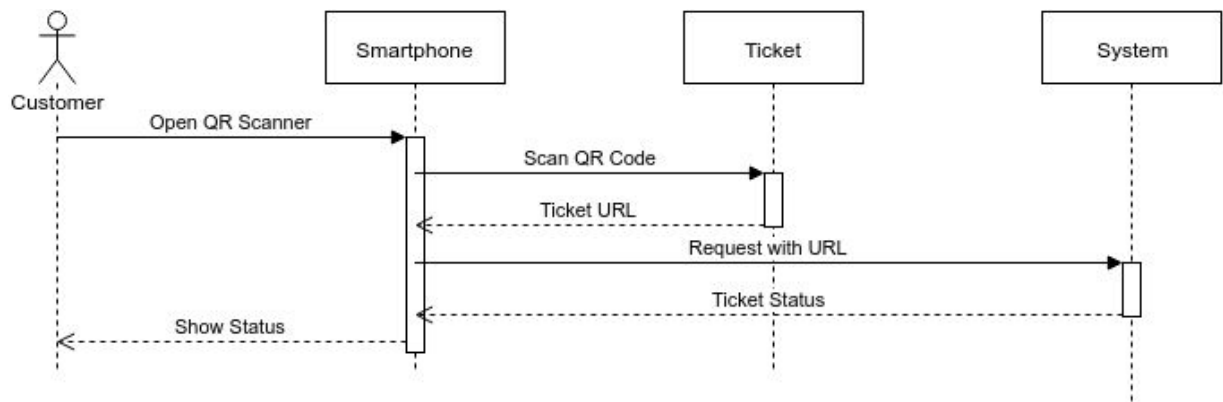 Smartphone
Ticket
System
Customer
Open QR Scanner
Scan QR Code
Ticket URL
Request with URL
Ticket Status
Show Status